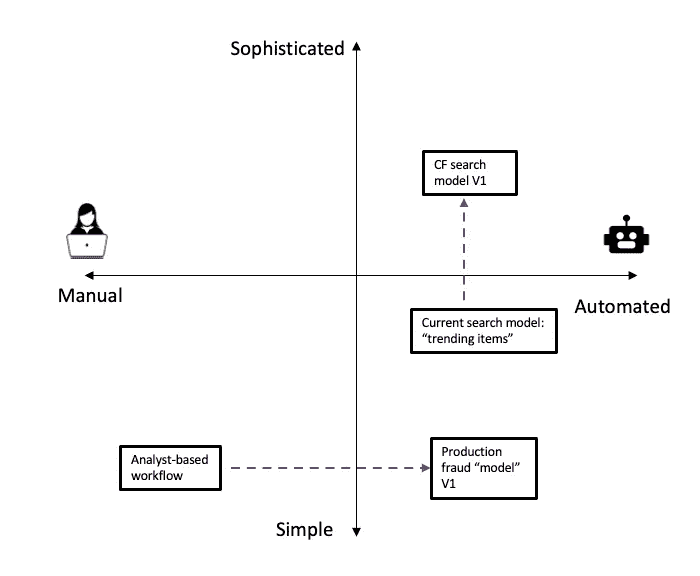 Sophisticated
CF search
model V1
Manual
Automated
Current search model:
“trending items”
Analyst-based
workflow
Production
fraud “model”
V1
Simple